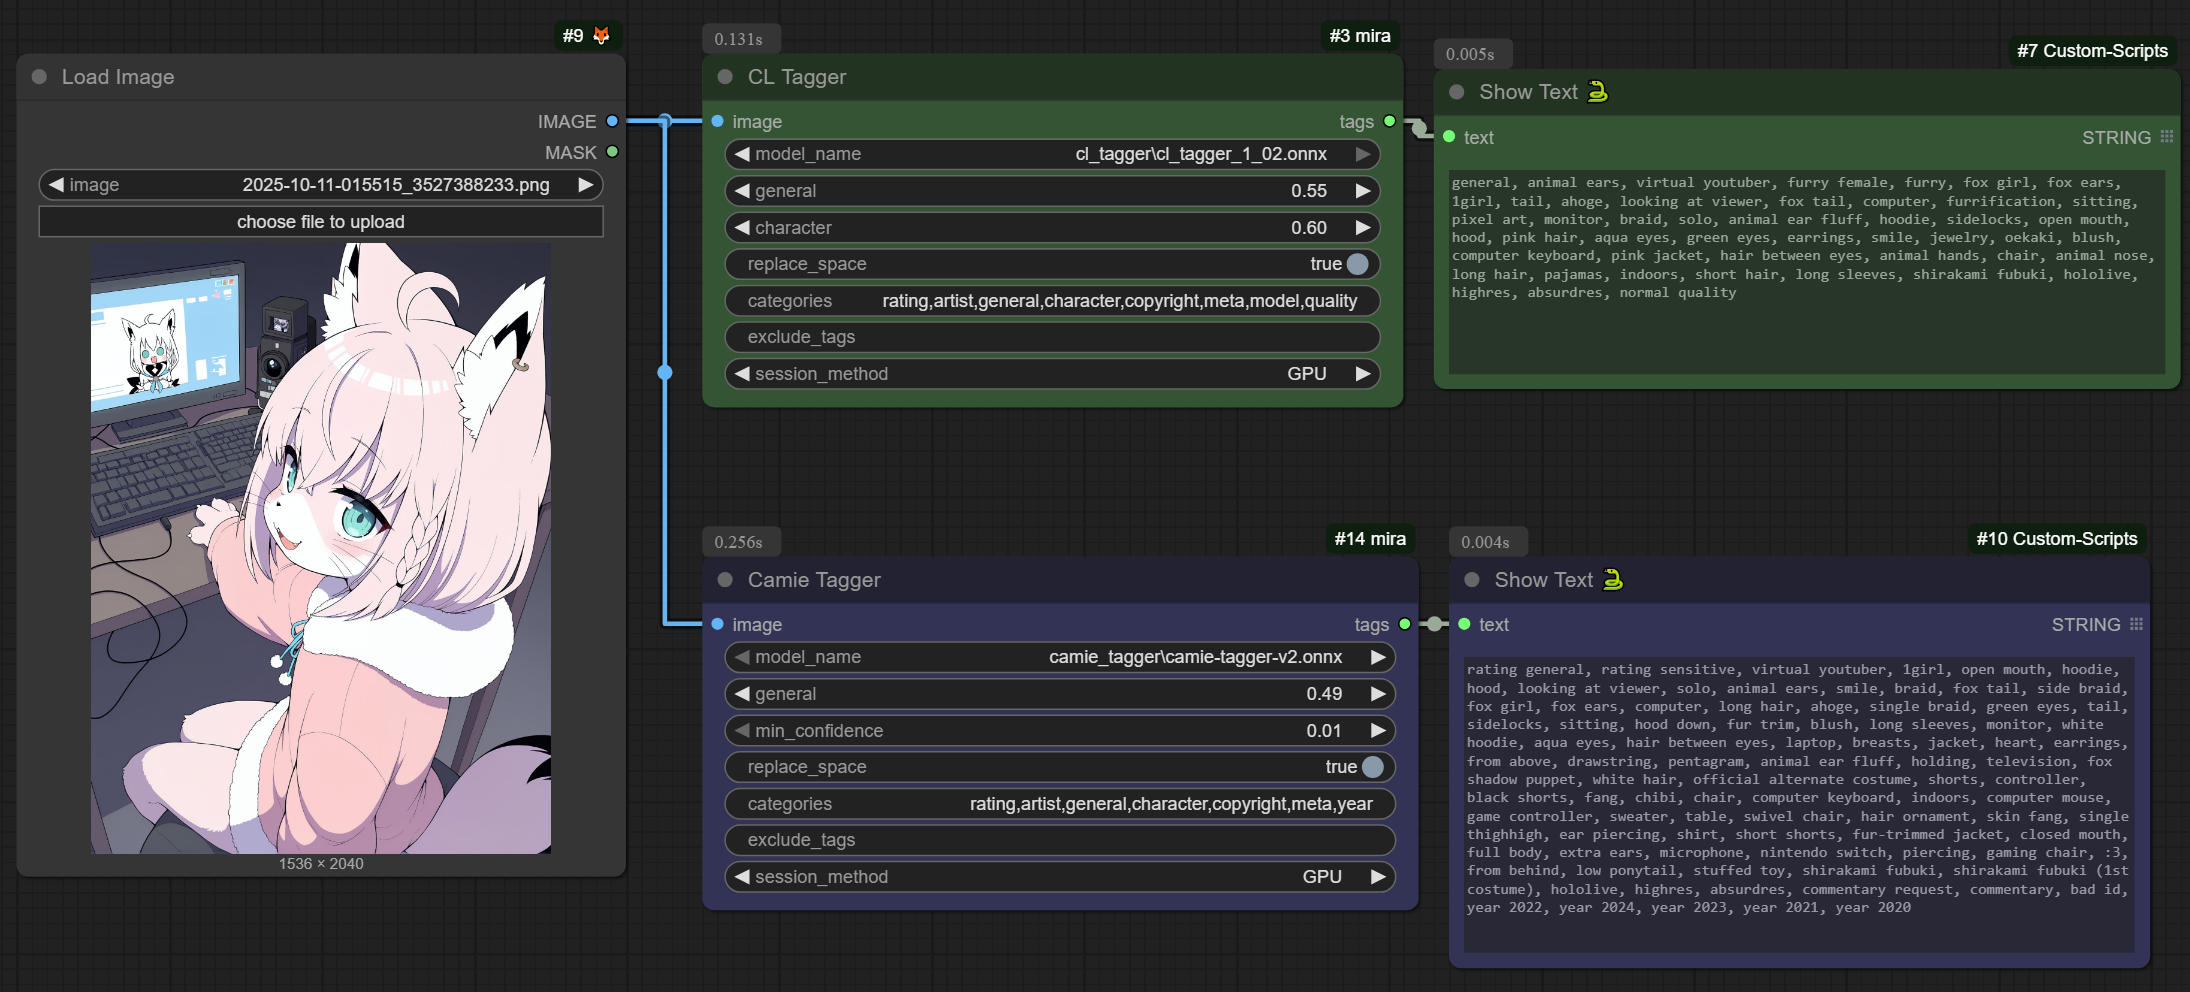 #9
Load Image
IMAGE
MASK
image 2025-10-11-015515_3527388233.png
choose file to upload
1536 × 2040
0.131s
#3 mira
CL Tagger
image tags
model_name cl_tagger\cl_tagger_1_02.onnx
general 0.55
character 0.60
replace_space true
categories rating,artist,general,character,copyright,meta,model,quality
exclude_tags
session_method GPU
0.005s
#7 Custom-Scripts
Show Text
text STRING
general, animal ears, virtual youtuber, furry female, furry, fox girl, fox ears,
1girl, tail, ahoge, looking at viewer, fox tail, computer, furrification, sitting,
pixel art, monitor, braid, solo, animal ear fluff, hoodie, sidelocks, open mouth,
hood, pink hair, aqua eyes, green eyes, earrings, smile, jewelry, oekaki, blush,
computer keyboard, pink jacket, hair between eyes, animal hands, chair, animal nose,
long hair, pajamas, indoors, short hair, long sleeves, shirakami fubuki, hololive,
highres, absurdres, normal quality
0.256s
#14 mira
Camie Tagger
image tags
model_name camie_tagger\camie-tagger-v2.onnx
general 0.49
min_confidence 0.01
replace_space true
categories rating,artist,general,character,copyright,meta,year
exclude_tags
session_method GPU
0.004s
#10 Custom-Scripts
Show Text
text STRING
rating general, rating sensitive, virtual youtuber, 1girl, open mouth, hoodie,
hood, looking at viewer, solo, animal ears, smile, braid, fox tail, side braid,
fox girl, fox ears, computer, long hair, ahoge, single braid, green eyes, tail,
sidelocks, sitting, hood down, fur trim, blush, long sleeves, monitor, white
hoodie, aqua eyes, hair between eyes, laptop, breasts, jacket, heart, earrings,
from above, drawstring, pentagram, animal ear fluff, holding, television, fox
shadow puppet, white hair, official alternate costume, shorts, controller,
black shorts, fang, chibi, chair, computer keyboard, indoors, computer mouse,
game controller, sweater, table, swivel chair, hair ornament, skin fang, single
thighhigh, ear piercing, shirt, short shorts, fur-trimmed jacket, closed mouth,
full body, extra ears, microphone, nintendo switch, piercing, gaming chair, :3,
from behind, low ponytail, stuffed toy, shirakami fubuki, shirakami fubuki (1st
costume), hololive, highres, absurdres, commentary request, commentary, bad id,
year 2022, year 2024, year 2023, year 2021, year 2020